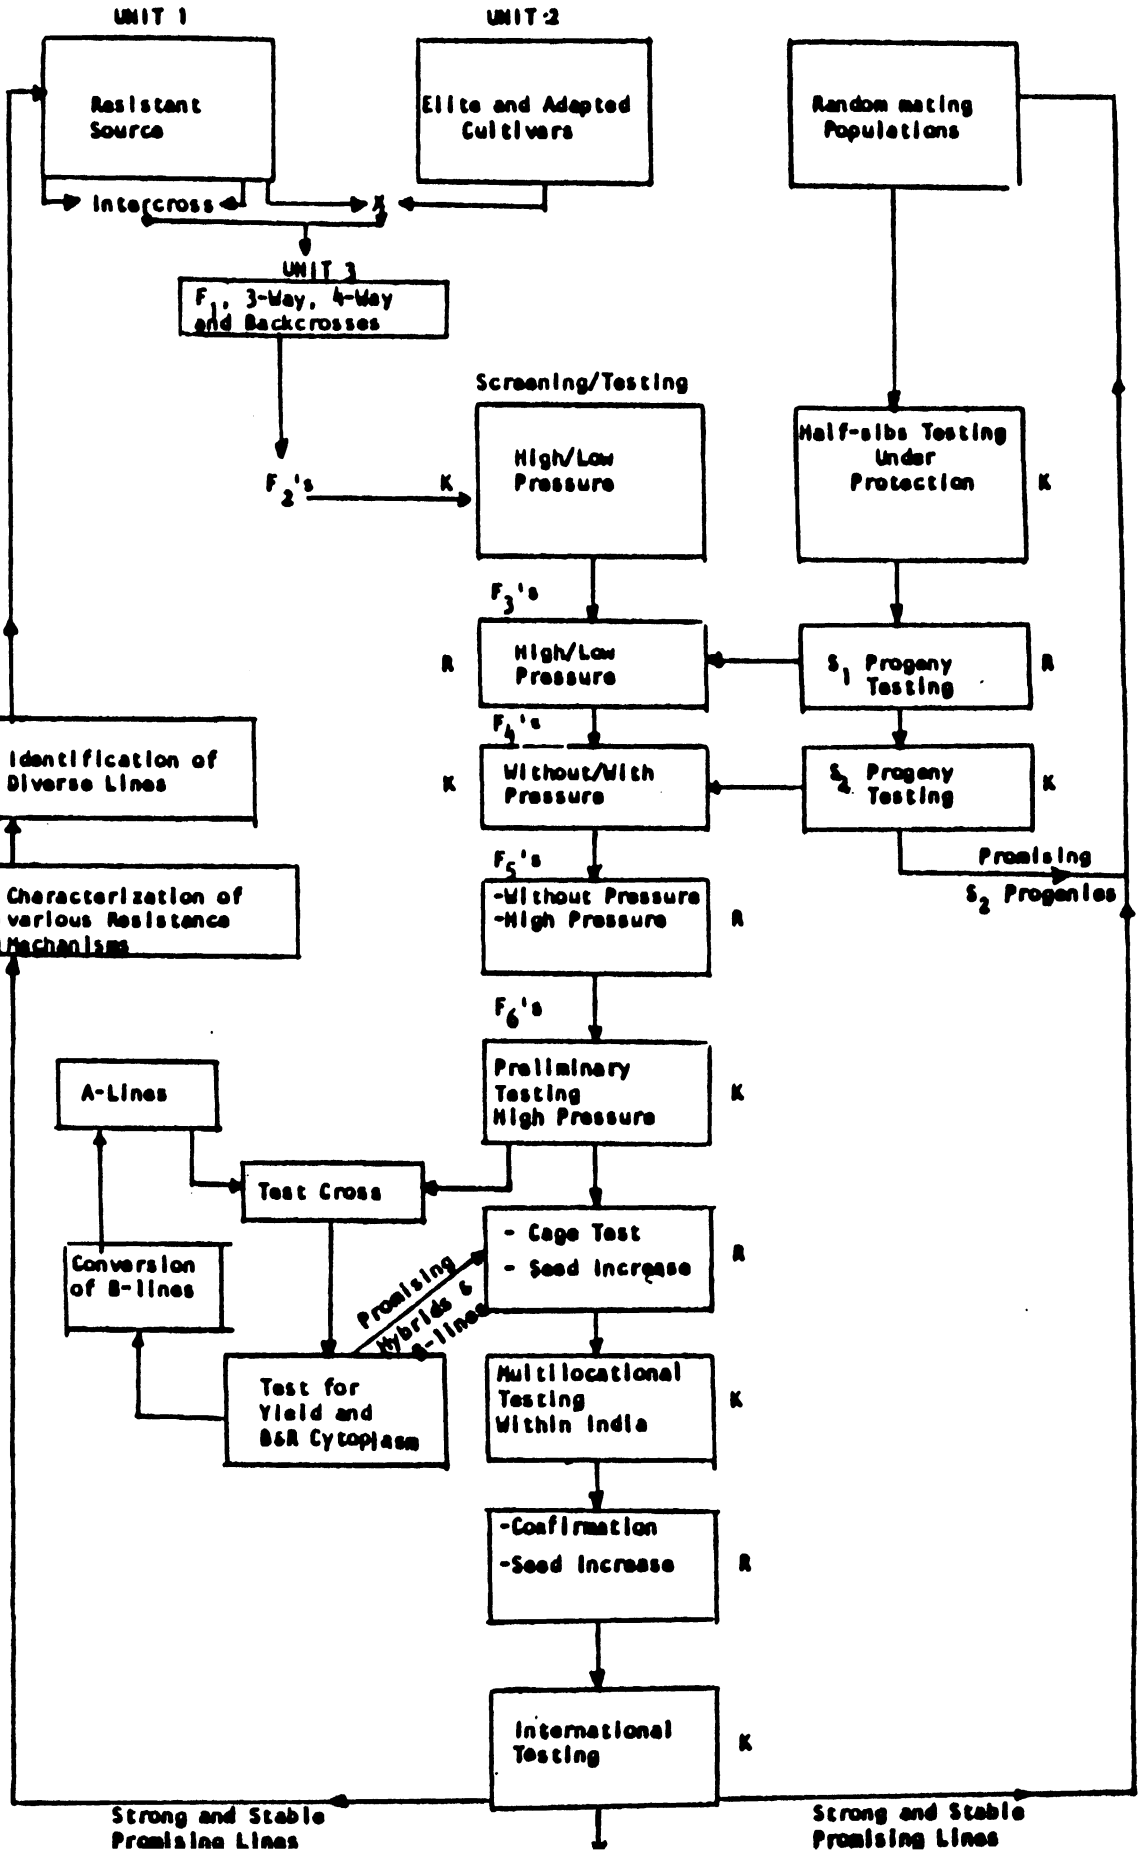 UNIT 1
UNIT 2
Resistant
Source
Elite and Adapted
Cultivars
Random mating
Populations
Intercross
X
UNIT 3
F1, 3-Way, 4-Way
and Backcrosses
Screening/Testing
High/Low
Pressure
Half-sibs Testing
Under
Protection
K
F2's
K
F3's
R
High/Low
Pressure
S1 Progeny
Testing
R
F4's
Identification of
Diverse Lines
K
Without/With
Pressure
S2 Progeny
Testing
K
F5's
Promising
S2 Progenies
Characterization of
various Resistance
Mechanisms
-Without Pressure
-High Pressure
R
F6's
A-Lines
Preliminary
Testing
High Pressure
K
Test Cross
- Cage Test
- Seed Increase
R
Conversion
of B-lines
Promising
Hybrids &
-lines
Test for
Yield and
B&R Cytoplasm
Multilocational
Testing
Within India
K
-Confirmation
-Seed Increase
R
International
Testing
K
Strong and Stable
Promising Lines
Strong and Stable
Promising Lines